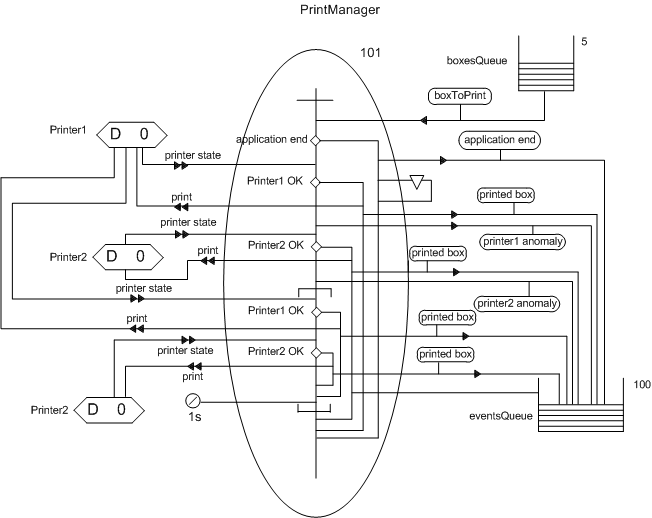 PrintManager
101
5
boxesQueue
boxToPrint
Printer1
D 0
application end
application end
printer state
Printer1 OK
print
printed box
printer state
printer1 anomaly
Printer2
D 0
Printer2 OK
print
printed box
printer state
printer2 anomaly
Printer1 OK
print
printed box
Printer2 OK
printer state
printed box
print
100
Printer2
D 0
1s
eventsQueue